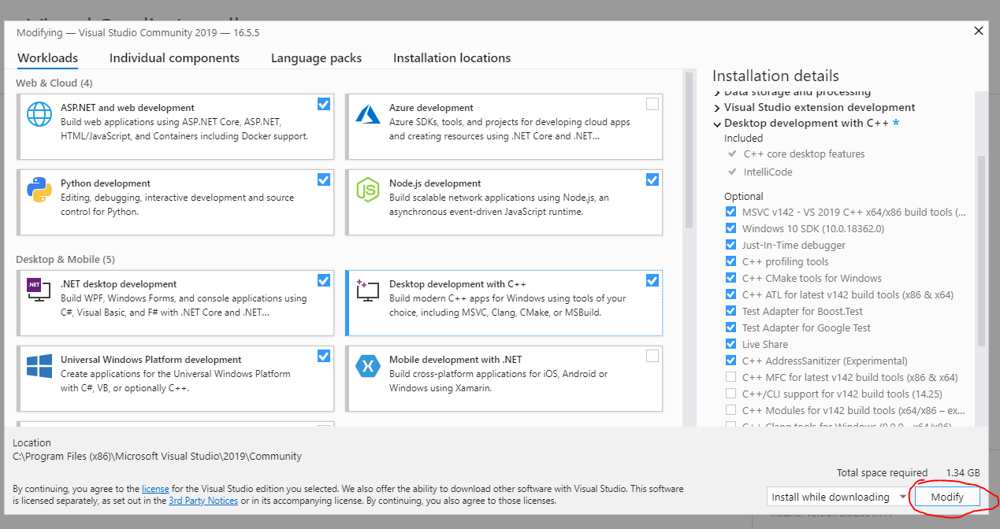 Modifying — Visual Studio Community 2019 — 16.5.5
Workloads
Individual components
Language packs
Installation locations
Web & Cloud (4)
ASP.NET and web development
Build web applications using ASP.NET Core, ASP.NET,
HTML/JavaScript, and Containers including Docker support.
Azure development
Azure SDKs, tools, and projects for developing cloud apps
and creating resources using .NET Core and .NET...
Python development
Editing, debugging, interactive development and source
control for Python.
Node.js development
Build scalable network applications using Node.js, an
asynchronous event-driven JavaScript runtime.
Desktop & Mobile (5)
.NET
.NET desktop development
Build WPF, Windows Forms, and console applications using
C#, Visual Basic, and F# with .NET Core and .NET...
Desktop development with C++
Build modern C++ apps for Windows using tools of your
choice, including MSVC, Clang, CMake, or MSBuild.
Universal Windows Platform development
Create applications for the Universal Windows Platform
with C#, VB, or optionally C++.
Mobile development with .NET
Build cross-platform applications for iOS, Android or
Windows using Xamarin.
Installation details
Data storage and processing
Visual Studio extension development
Desktop development with C++ *
Included
C++ core desktop features
IntelliCode
Optional
MSVC v142 - VS 2019 C++ x64/x86 build tools (...
Windows 10 SDK (10.0.18362.0)
Just-In-Time debugger
C++ profiling tools
C++ CMake tools for Windows
C++ ATL for latest v142 build tools (x86 & x64)
Test Adapter for Boost.Test
Test Adapter for Google Test
Live Share
C++ AddressSanitizer (Experimental)
C++ MFC for latest v142 build tools (x86 & x64)
C++/CLI support for v142 build tools (14.25)
C++ Modules for v142 build tools (x64/x86 – ex...
C++ Clang tools for Windows (9.0.0 - x64/x86)
Location
C:\Program Files (x86)\Microsoft Visual Studio\2019\Community
Total space required 1.34 GB
By continuing, you agree to the license for the Visual Studio edition you selected. We also offer the ability to download other software with Visual Studio. This software
is licensed separately, as set out in the 3rd Party Notices or in its accompanying license. By continuing, you also agree to those licenses.
Install while downloading
Modify